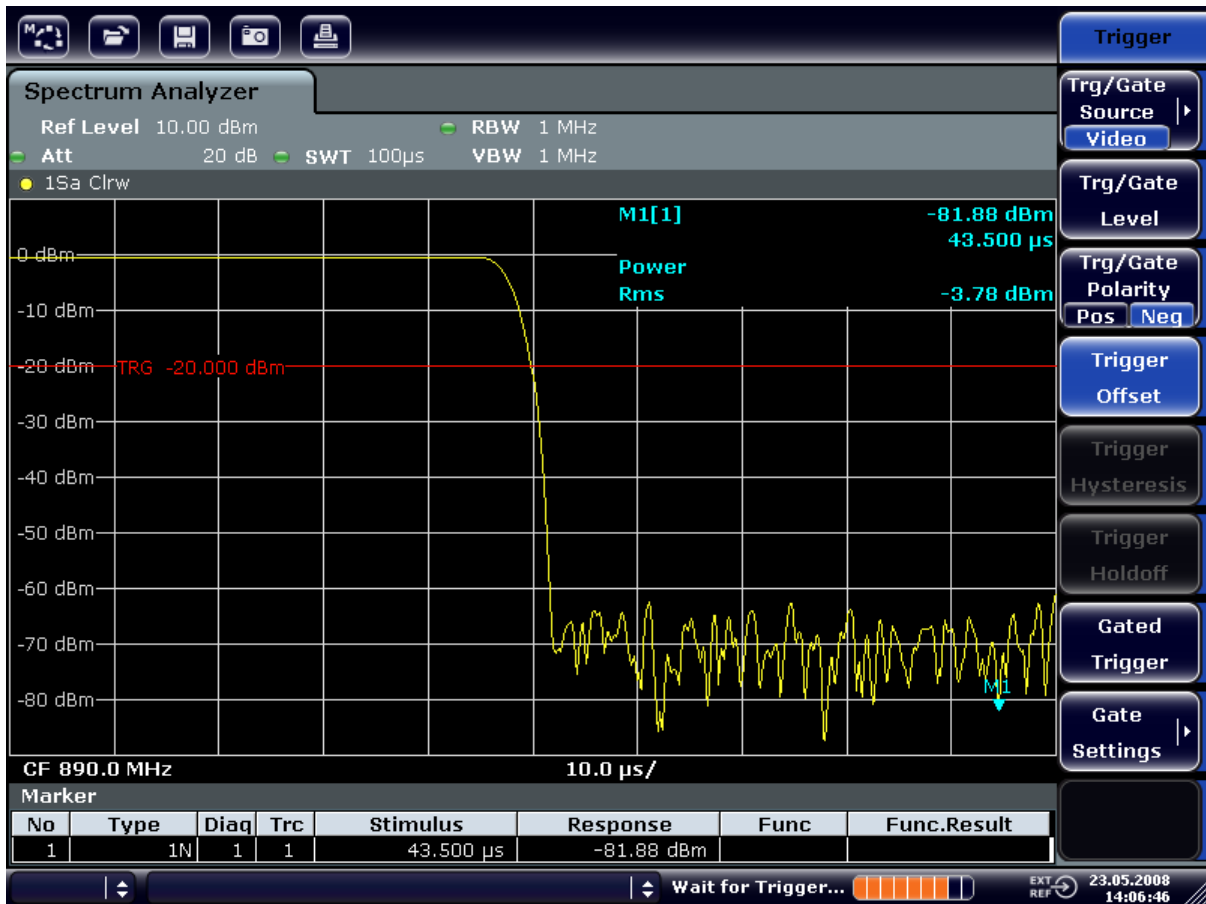 M
Trigger
Spectrum Analyzer
Ref Level 10.00 dBm RBW 1 MHz
Att 20 dB SWT 100µs VBW 1 MHz
1Sa Clrw
M1[1] -81.88 dBm
43.500 µs
Power
Rms -3.78 dBm
0 dBm
-10 dBm
-20 dBm TRG -20.000 dBm
-30 dBm
-40 dBm
-50 dBm
-60 dBm
-70 dBm
-80 dBm
M1
CF 890.0 MHz 10.0 µs/
Marker
No Type Diaq Trc Stimulus Response Func Func.Result
1 1N 1 1 43.500 µs -81.88 dBm
Wait for Trigger... EXT REF 23.05.2008
14:06:46
Trg/Gate
Source
Video
Trg/Gate
Level
Trg/Gate
Polarity
Pos Neg
Trigger
Offset
Trigger
Hysteresis
Trigger
Holdoff
Gated
Trigger
Gate
Settings